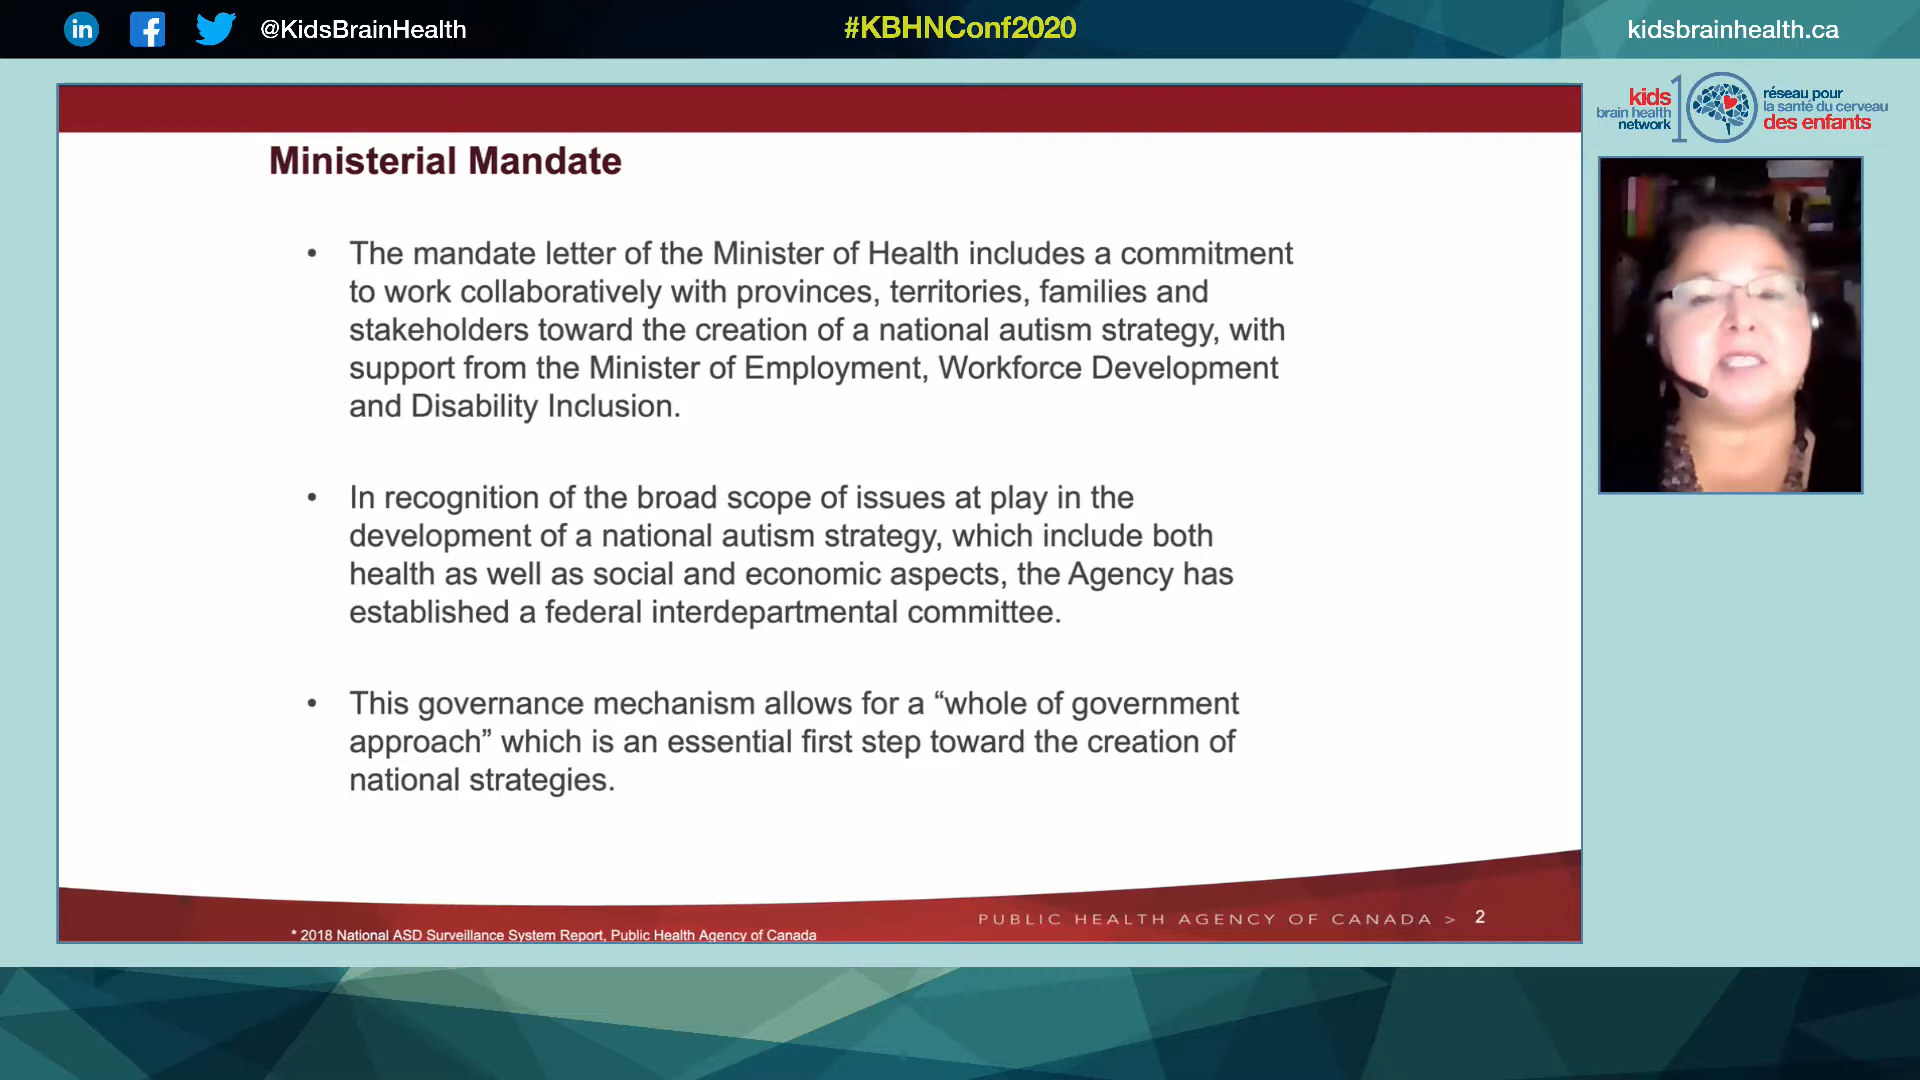 @KidsBrainHealth
#KBHNConf2020
kidsbrainhealth.ca
kids
brain health
network
10
réseau pour
la santé du cerveau
des enfants
Ministerial Mandate
• The mandate letter of the Minister of Health includes a commitment
to work collaboratively with provinces, territories, families and
stakeholders toward the creation of a national autism strategy, with
support from the Minister of Employment, Workforce Development
and Disability Inclusion.
• In recognition of the broad scope of issues at play in the
development of a national autism strategy, which include both
health as well as social and economic aspects, the Agency has
established a federal interdepartmental committee.
• This governance mechanism allows for a “whole of government
approach” which is an essential first step toward the creation of
national strategies.
PUBLIC HEALTH AGENCY OF CANADA > 2
* 2018 National ASD Surveillance System Report, Public Health Agency of Canada